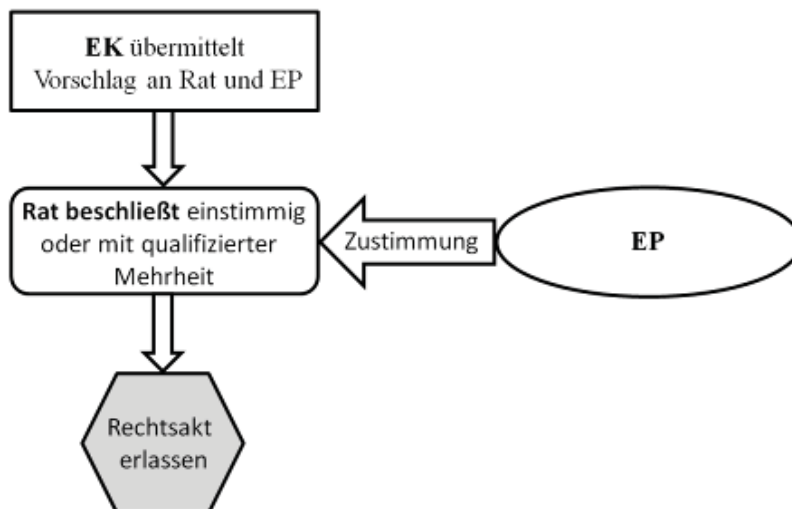 EK übermittelt
Vorschlag an Rat und EP
Rat beschließt einstimmig
oder mit qualifizierter
Mehrheit
Zustimmung
EP
Rechtsakt
erlassen